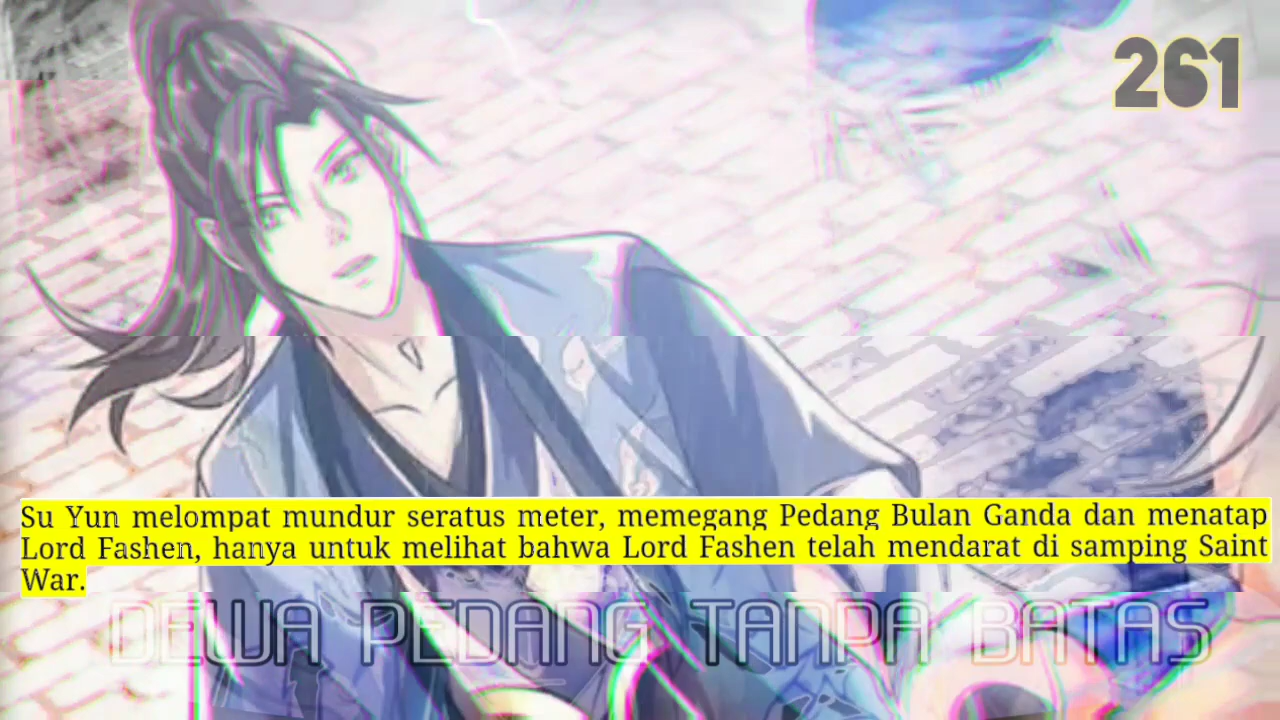 261
Su Yun melompat mundur seratus meter, memegang Pedang Bulan Ganda dan menatap
Lord Fashen, hanya untuk melihat bahwa Lord Fashen telah mendarat di samping Saint
War.
DEWA PEDANG TANPA BATAS